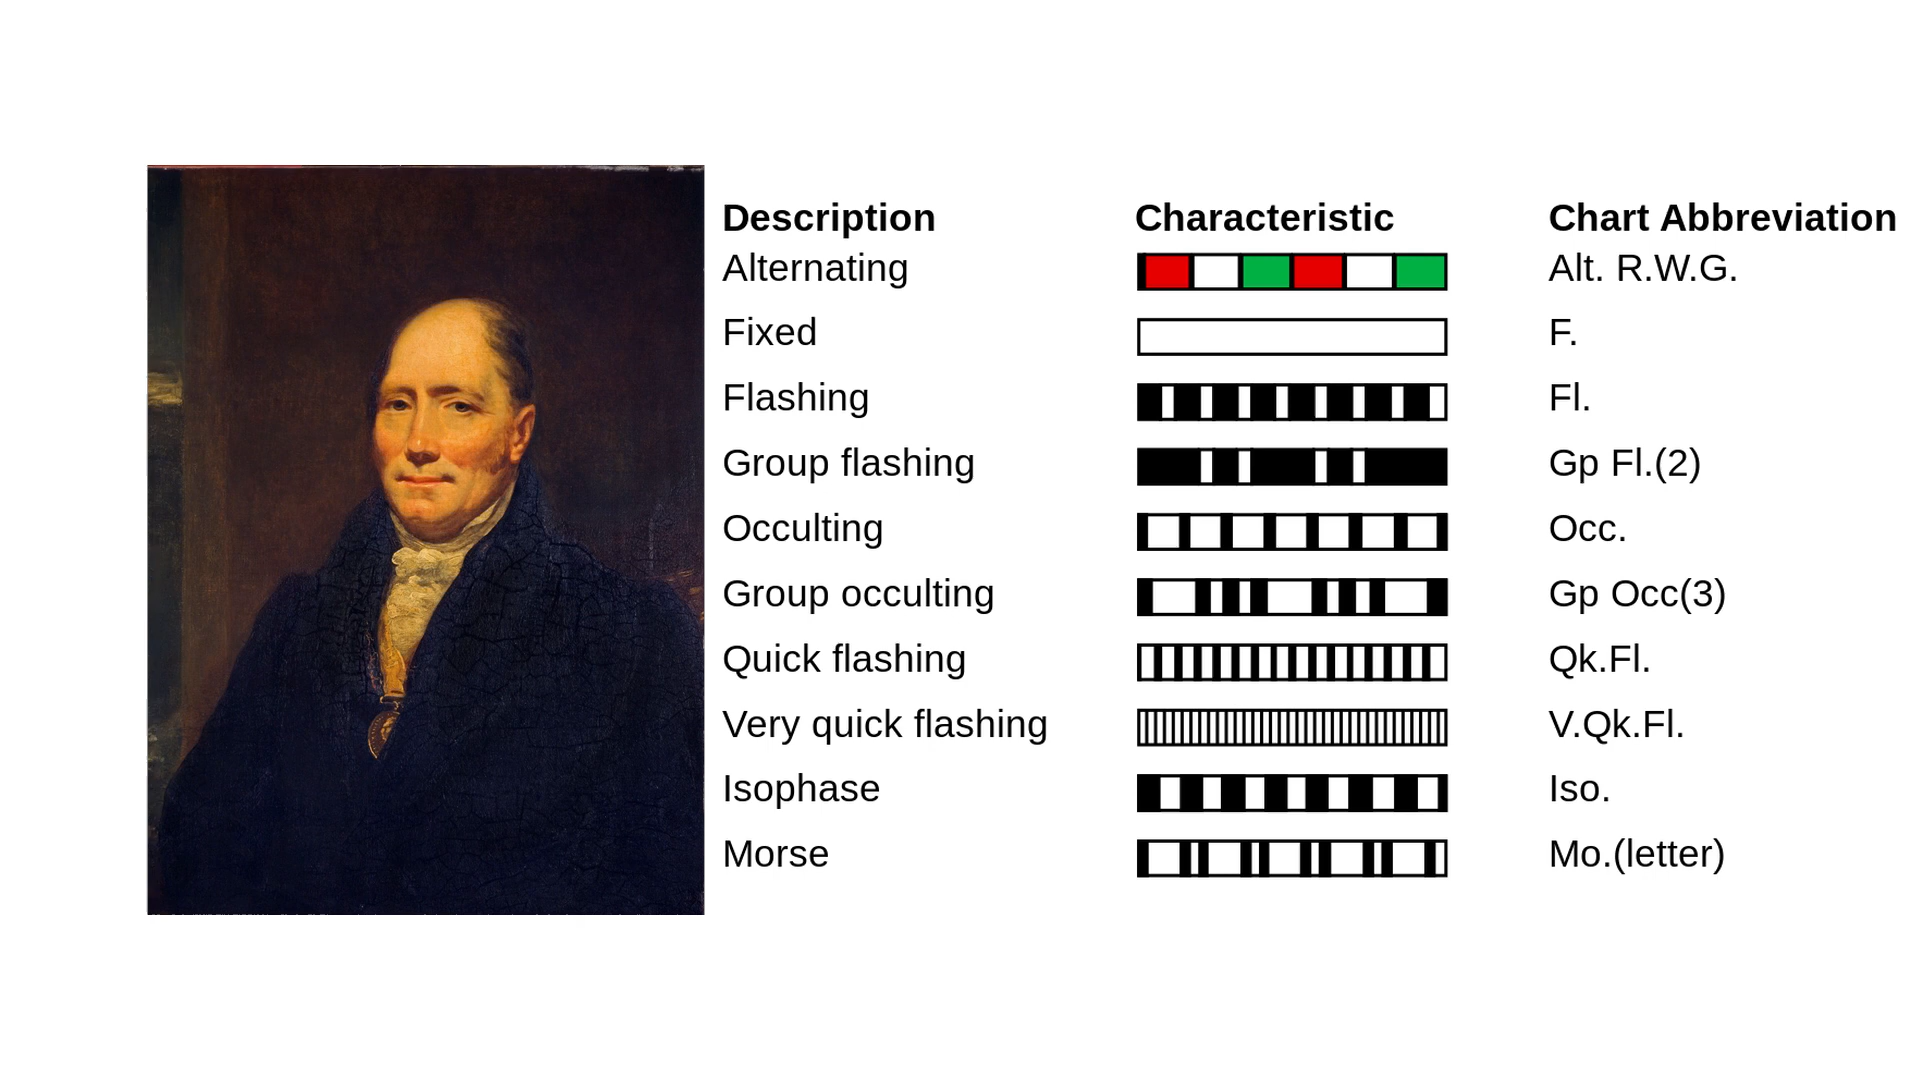 Description Characteristic Chart Abbreviation
Alternating Alt. R.W.G.
Fixed F.
Flashing Fl.
Group flashing Gp Fl.(2)
Occulting Occ.
Group occulting Gp Occ(3)
Quick flashing Qk.Fl.
Very quick flashing V.Qk.Fl.
Isophase Iso.
Morse Mo.(letter)